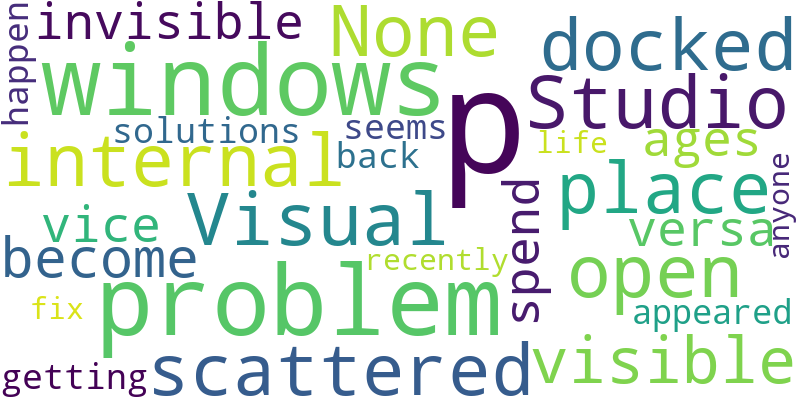 happen
invisible
None
docked
windows
p
Studio
solutions
seems
life
ages
internal
back
place
anyone
vice
Visual
spend
versa
become
recently
open
fix
problem
appeared
getting
scattered
visible